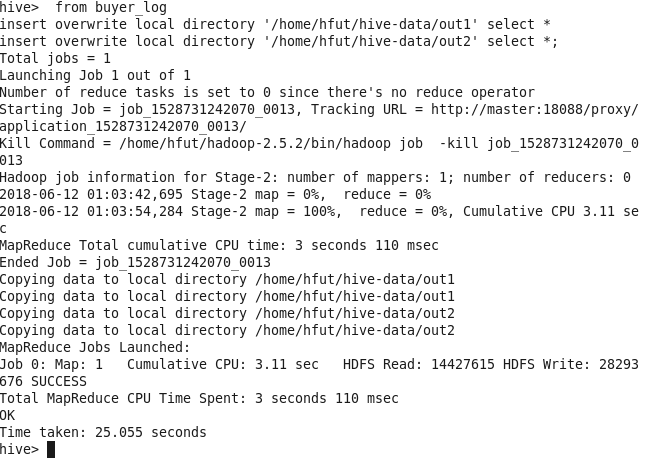 hive>  from buyer_log
insert overwrite local directory '/home/hfut/hive-data/out1' select *
insert overwrite local directory '/home/hfut/hive-data/out2' select *;
Total jobs = 1
Launching Job 1 out of 1
Number of reduce tasks is set to 0 since there's no reduce operator
Starting Job = job_1528731242070_0013, Tracking URL = http://master:18088/proxy/
application_1528731242070_0013/
Kill Command = /home/hfut/hadoop-2.5.2/bin/hadoop job  -kill job_1528731242070_0
013
Hadoop job information for Stage-2: number of mappers: 1; number of reducers: 0
2018-06-12 01:03:42,695 Stage-2 map = 0%,  reduce = 0%
2018-06-12 01:03:54,284 Stage-2 map = 100%,  reduce = 0%, Cumulative CPU 3.11 se
c
MapReduce Total cumulative CPU time: 3 seconds 110 msec
Ended Job = job_1528731242070_0013
Copying data to local directory /home/hfut/hive-data/out1
Copying data to local directory /home/hfut/hive-data/out1
Copying data to local directory /home/hfut/hive-data/out2
Copying data to local directory /home/hfut/hive-data/out2
MapReduce Jobs Launched:
Job 0: Map: 1   Cumulative CPU: 3.11 sec   HDFS Read: 14427615 HDFS Write: 28293
676 SUCCESS
Total MapReduce CPU Time Spent: 3 seconds 110 msec
OK
Time taken: 25.055 seconds
hive>